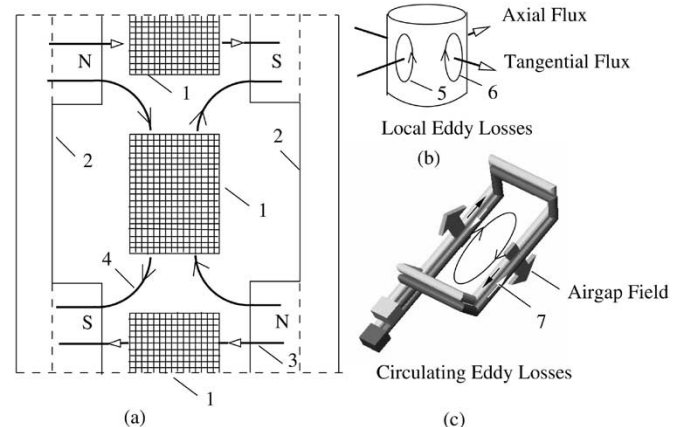 N
S
1
2
2
1
4
S
N
3
1
(a)
Axial Flux
Tangential Flux
5
6
Local Eddy Losses
(b)
Airgap Field
7
Circulating Eddy Losses
(c)